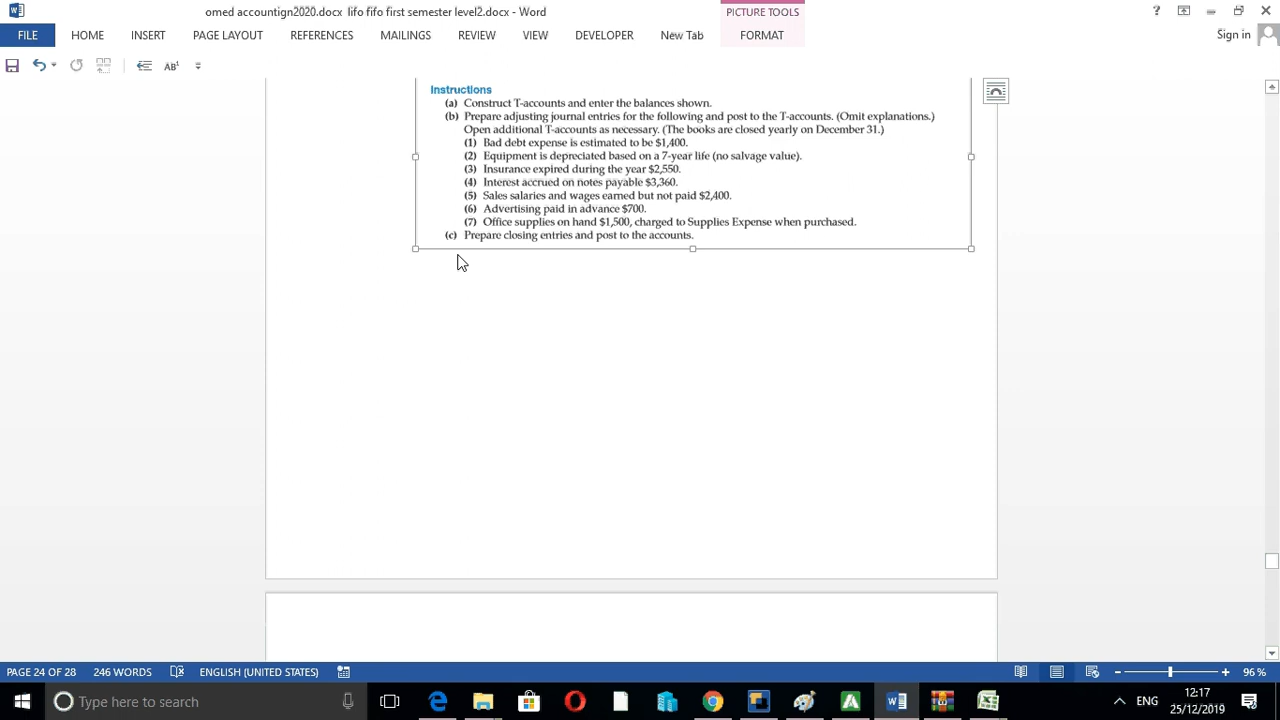 omed accountign2020.docx lifo fifo first semester level2.docx - Word
PICTURE TOOLS
?
FILE HOME INSERT PAGE LAYOUT REFERENCES MAILINGS REVIEW VIEW DEVELOPER New Tab FORMAT Sign in
AB¹
Instructions
(a) Construct T-accounts and enter the balances shown.
(b) Prepare adjusting journal entries for the following and post to the T-accounts. (Omit explanations.)
Open additional T-accounts as necessary. (The books are closed yearly on December 31.)
(1) Bad debt expense is estimated to be $1,400.
(2) Equipment is depreciated based on a 7-year life (no salvage value).
(3) Insurance expired during the year $2,550.
(4) Interest accrued on notes payable $3,360.
(5) Sales salaries and wages earned but not paid $2,400.
(6) Advertising paid in advance $700.
(7) Office supplies on hand $1,500, charged to Supplies Expense when purchased.
(c) Prepare closing entries and post to the accounts.
PAGE 24 OF 28 246 WORDS ENGLISH (UNITED STATES) 96 %
Type here to search
ENG
12:17
25/12/2019